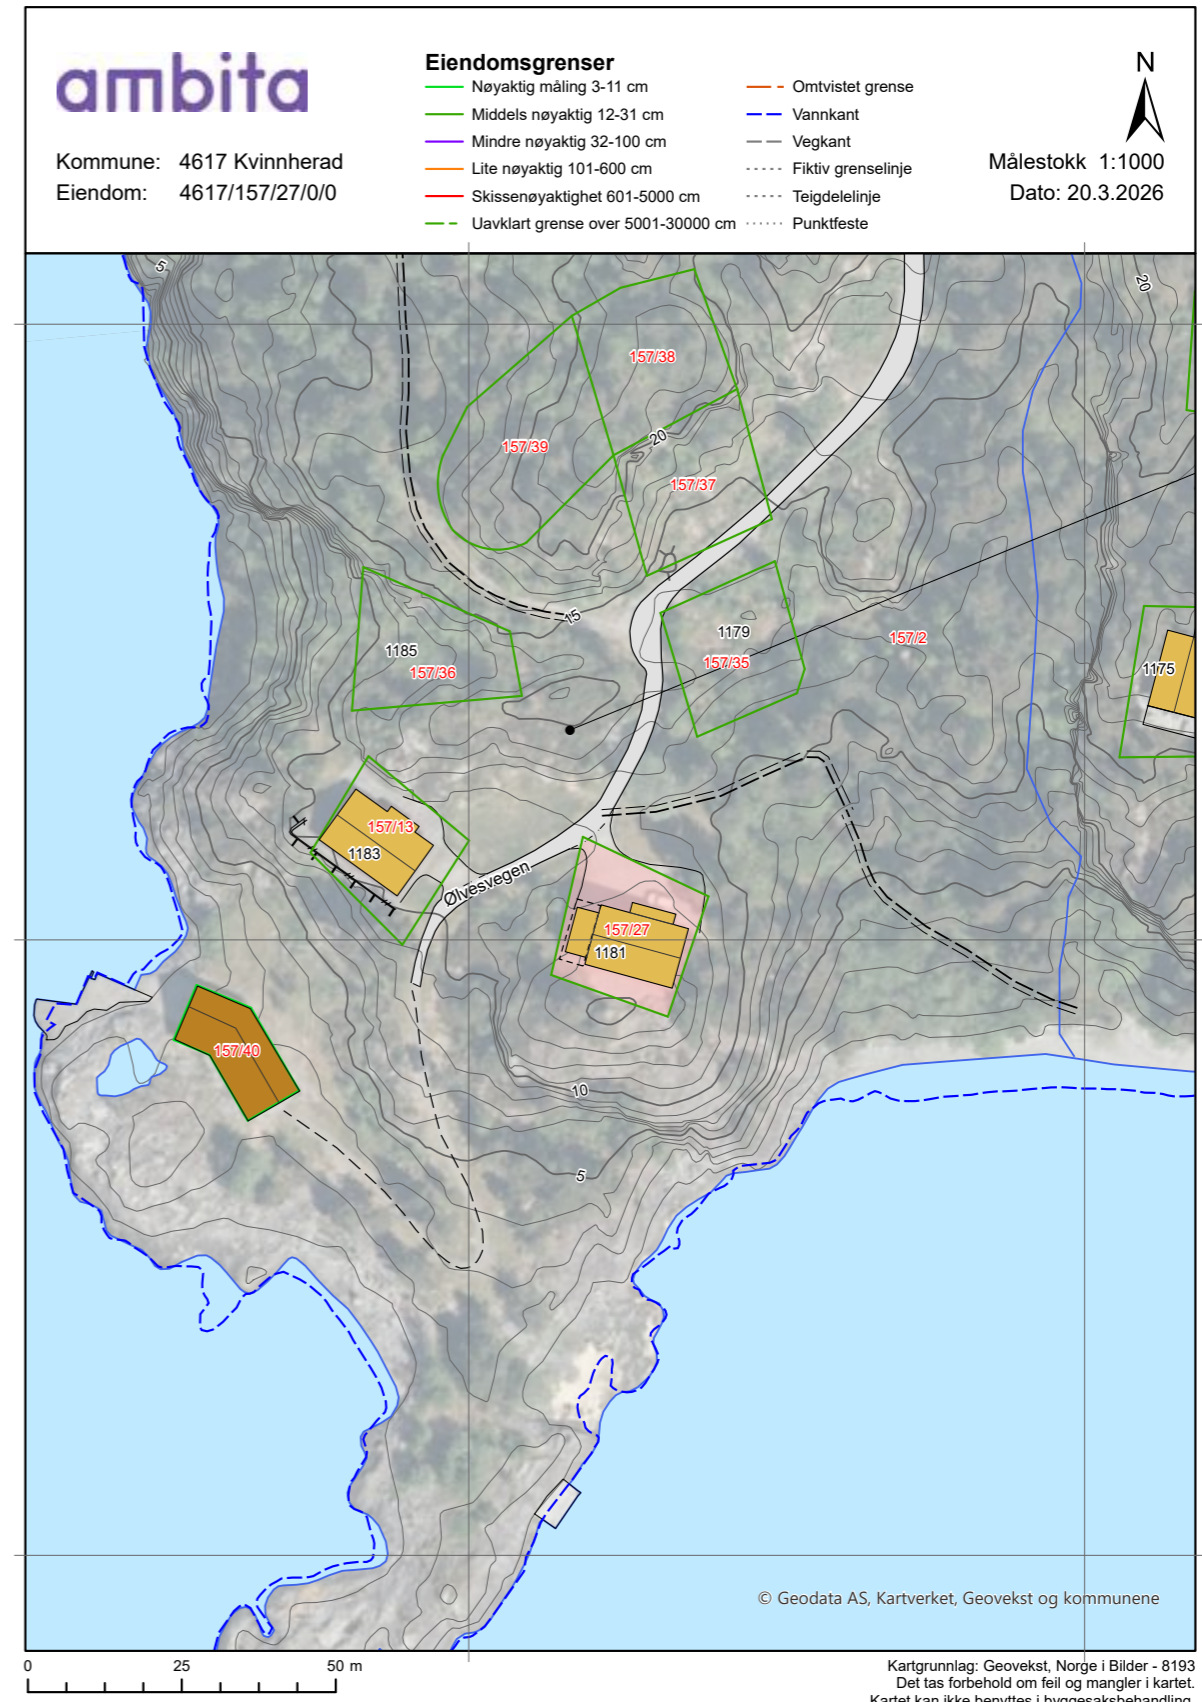 ambita
Kommune: 4617 Kvinnherad
Eiendom: 4617/157/27/0/0
Eiendomsgrenser
Nøyaktig måling 3-11 cm
Middels nøyaktig 12-31 cm
Mindre nøyaktig 32-100 cm
Lite nøyaktig 101-600 cm
Skissenøyaktighet 601-5000 cm
Uavklart grense over 5001-30000 cm
Omtvistet grense
Vannkant
Vegkant
Fiktiv grenselinje
Teigdelelinje
Punktfeste
N
Målestokk 1:1000
Dato: 20.3.2026
5
20
157/38
20
157/39
157/37
15
1179
157/2
1185
157/35
157/36
1175
157/13
1183
Ølvesvegen
157/27
1181
157/40
10
5
© Geodata AS, Kartverket, Geovekst og kommunene
0 25 50 m
Kartgrunnlag: Geovekst, Norge i Bilder - 8193
Det tas forbehold om feil og mangler i kartet.
Kartet kan ikke benyttes i byggesaksbehandling.